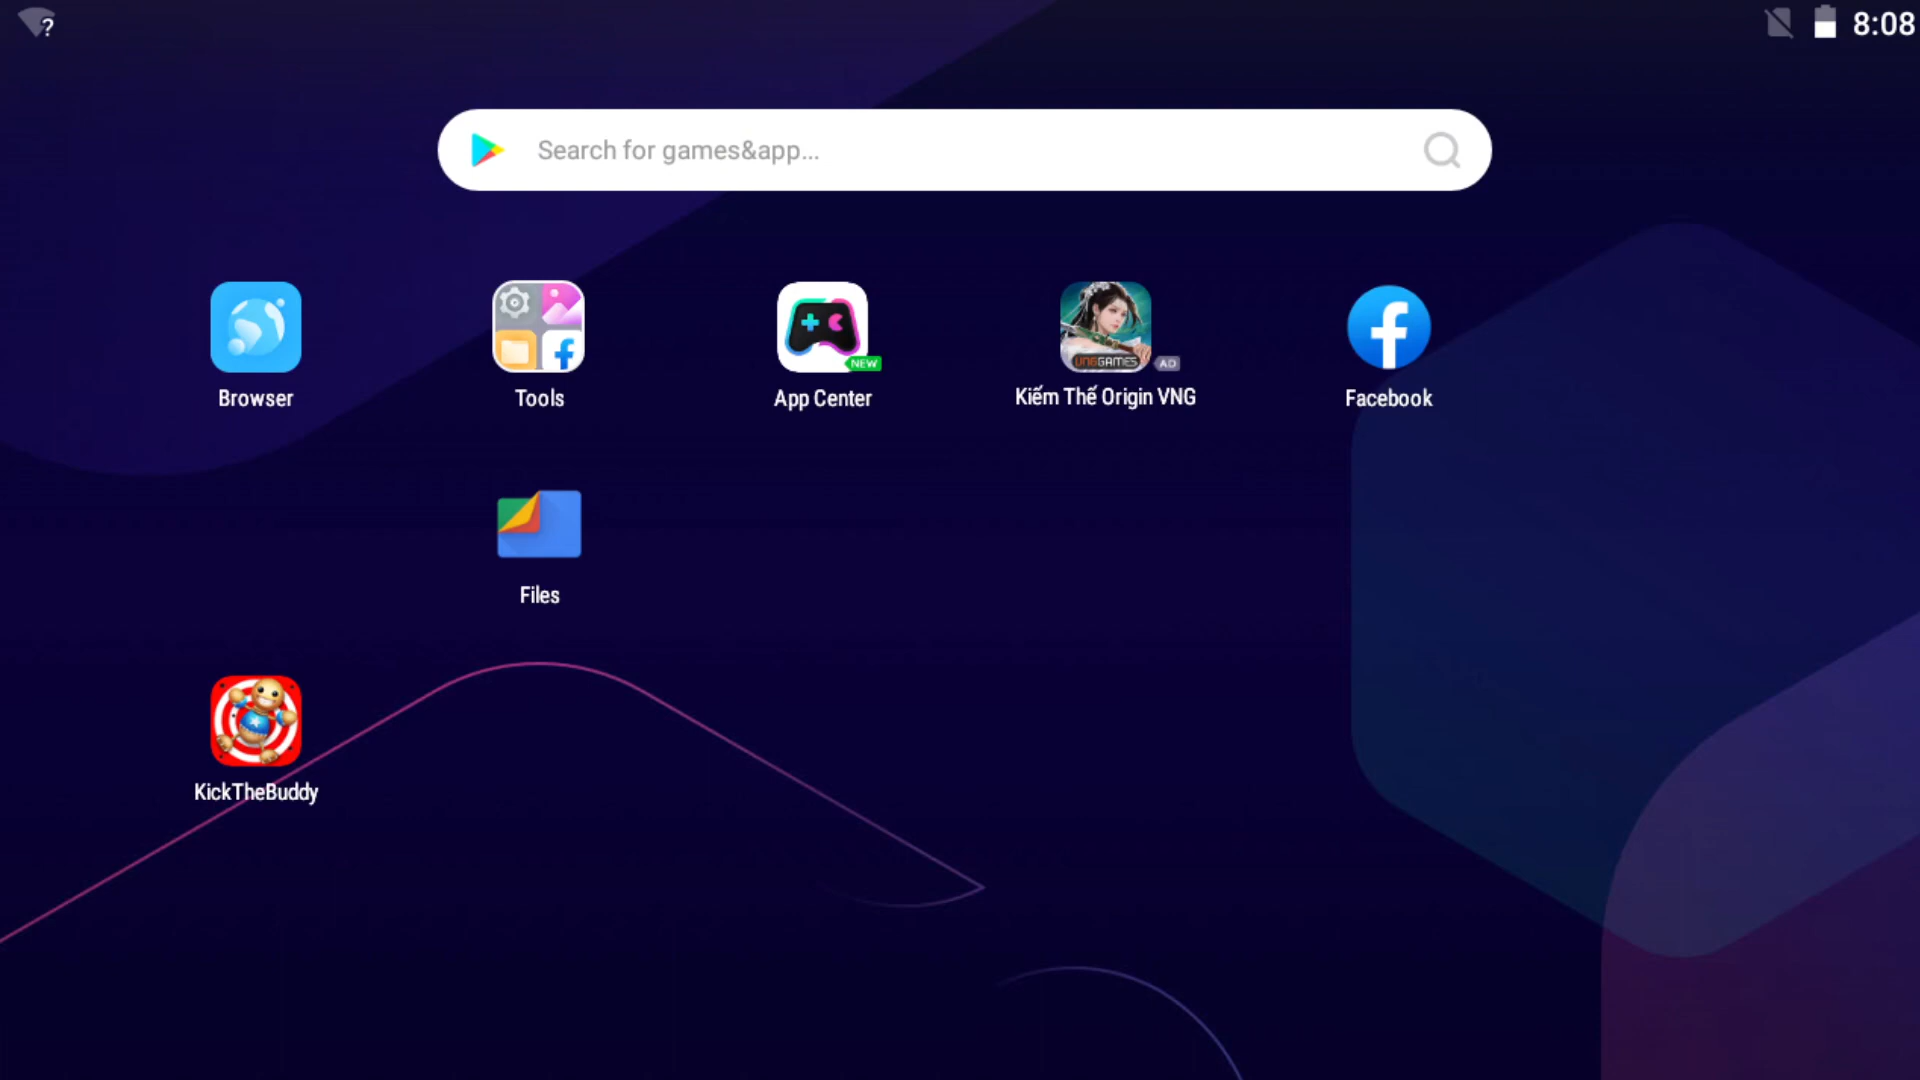 ?
8:08
Search for games&app...
NEW
VNGGAMES
AD
Browser
Tools
App Center
Kiếm Thế Origin VNG
Facebook
Files
KickTheBuddy